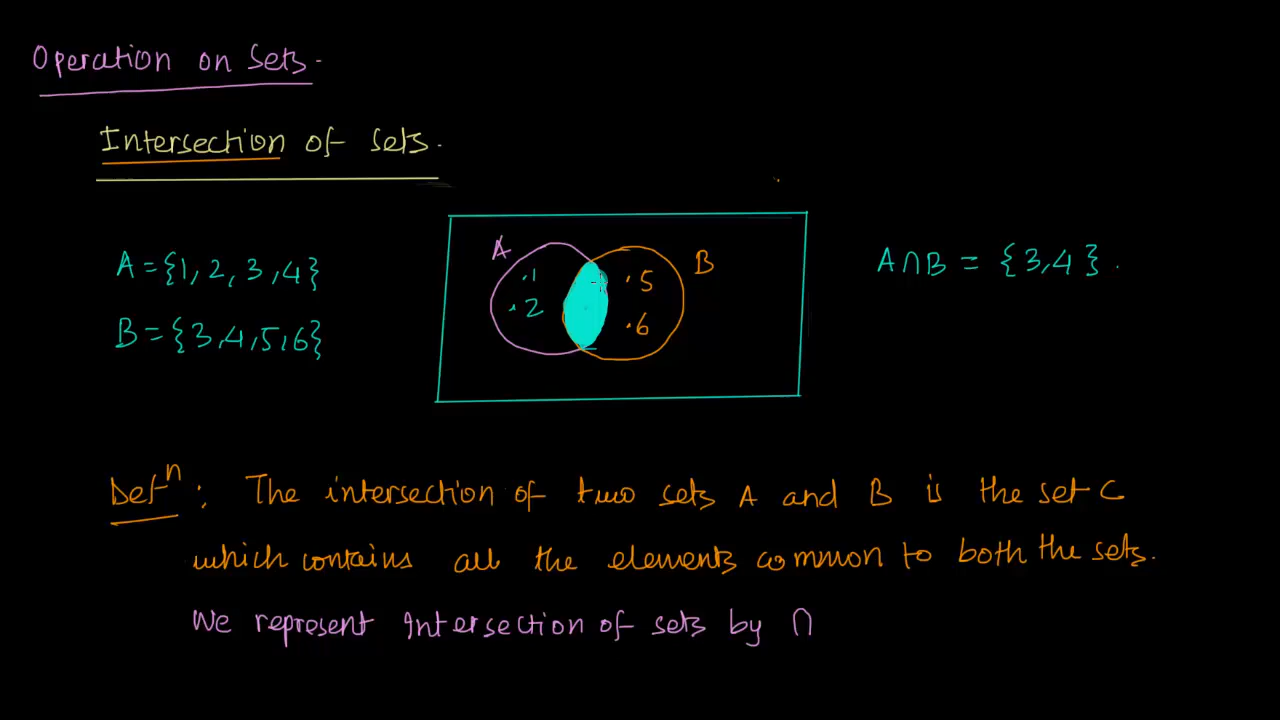 Operation on Sets.
Intersection of Sets.
A = {1, 2, 3, 4}
B = {3, 4, 5, 6}
A
B
.1
.2
.5
.6
A∩B = {3, 4}.
Defⁿ: The intersection of two sets A and B is the set C
which contains all the elements common to both the sets.
We represent Intersection of sets by ∩